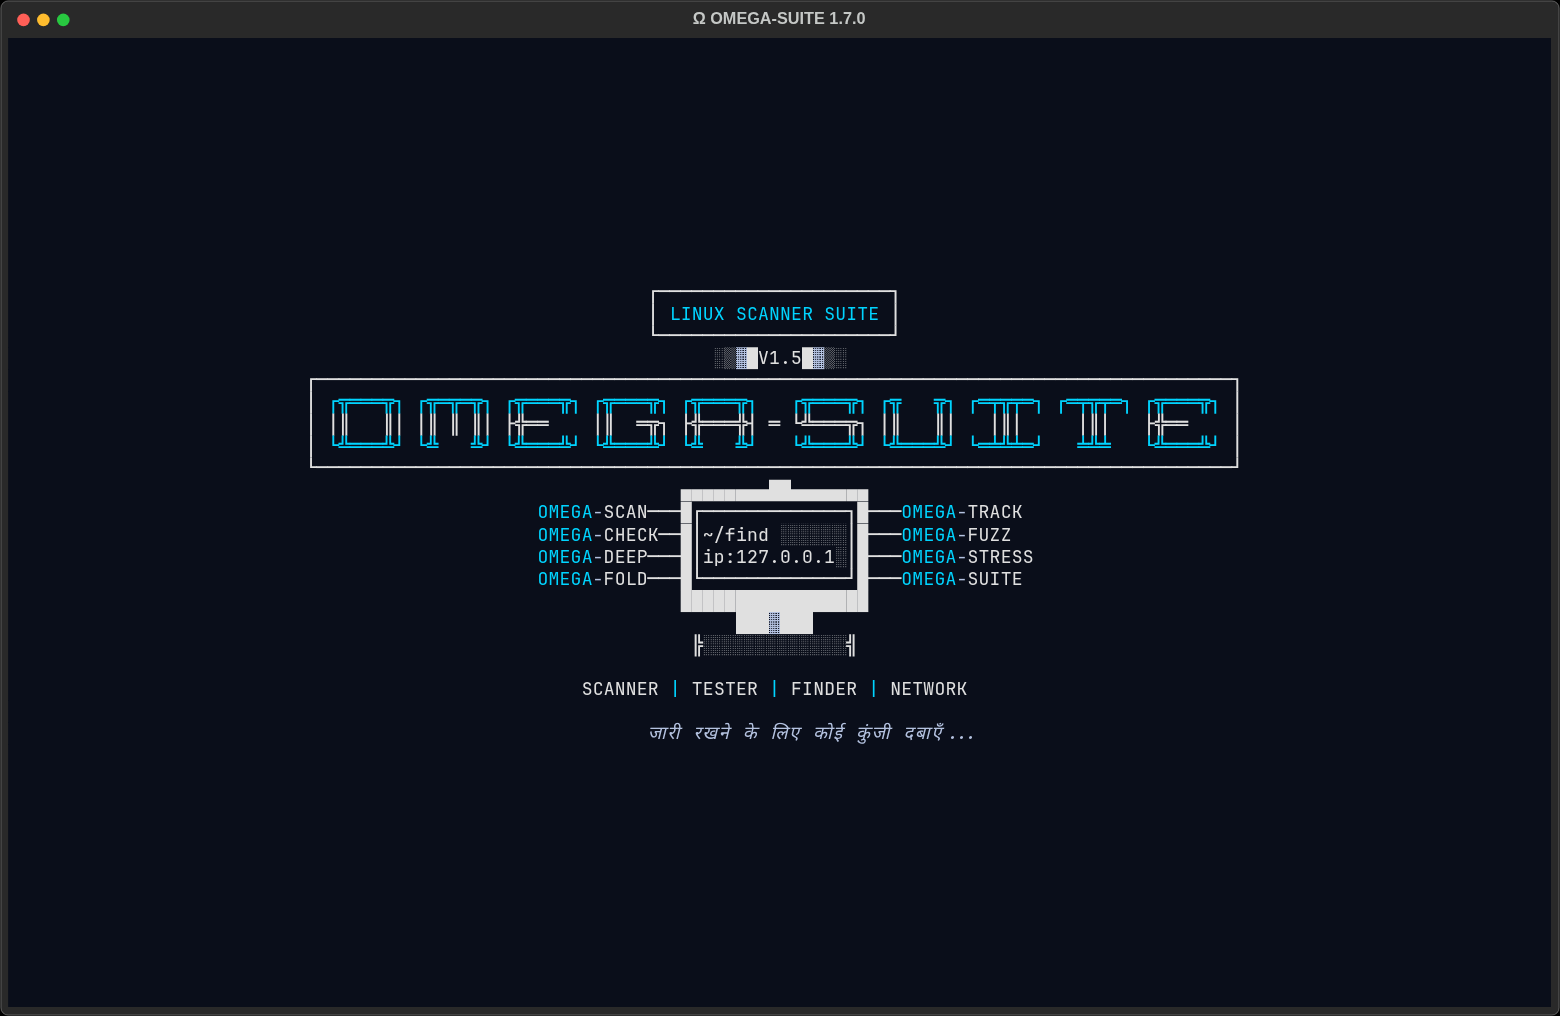 Ω OMEGA-SUITE 1.7.0
LINUX SCANNER SUITE
V1.5
OMEGA-SUITE
OMEGA-SCAN
OMEGA-TRACK
OMEGA-CHECK
~/find
OMEGA-FUZZ
OMEGA-DEEP
ip:127.0.0.1
OMEGA-STRESS
OMEGA-FOLD
OMEGA-SUITE
SCANNER | TESTER | FINDER | NETWORK
जारी रखने के लिए कोई कुंजी दबाएँ ...